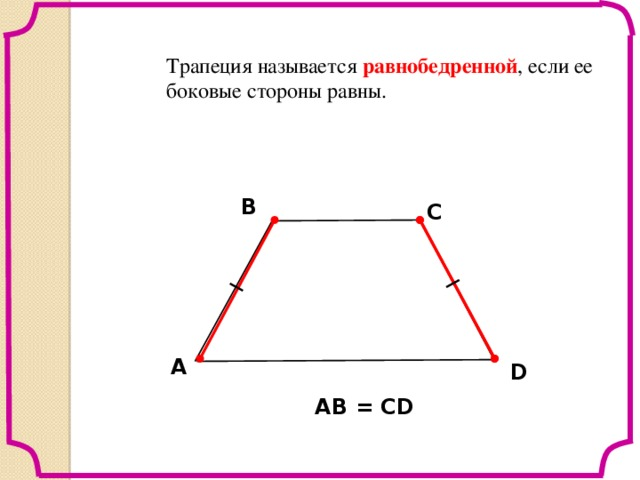 Трапеция называется равнобедренной, если ее
боковые стороны равны.
B
C
A
D
AB = CD